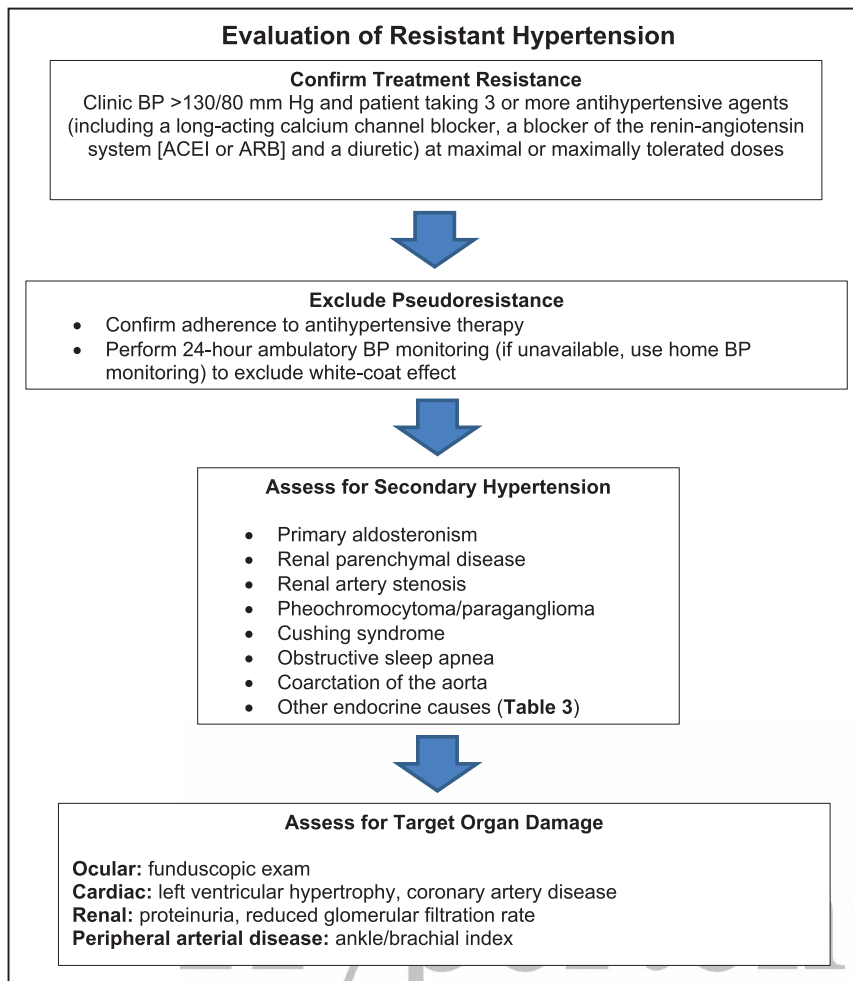 Evaluation of Resistant Hypertension
Confirm Treatment Resistance
Clinic BP >130/80 mm Hg and patient taking 3 or more antihypertensive agents
(including a long-acting calcium channel blocker, a blocker of the renin-angiotensin
system [ACEI or ARB] and a diuretic) at maximal or maximally tolerated doses
Exclude Pseudoresistance
• Confirm adherence to antihypertensive therapy
• Perform 24-hour ambulatory BP monitoring (if unavailable, use home BP
monitoring) to exclude white-coat effect
Assess for Secondary Hypertension
• Primary aldosteronism
• Renal parenchymal disease
• Renal artery stenosis
• Pheochromocytoma/paraganglioma
• Cushing syndrome
• Obstructive sleep apnea
• Coarctation of the aorta
• Other endocrine causes (Table 3)
Assess for Target Organ Damage
Ocular: funduscopic exam
Cardiac: left ventricular hypertrophy, coronary artery disease
Renal: proteinuria, reduced glomerular filtration rate
Peripheral arterial disease: ankle/brachial index